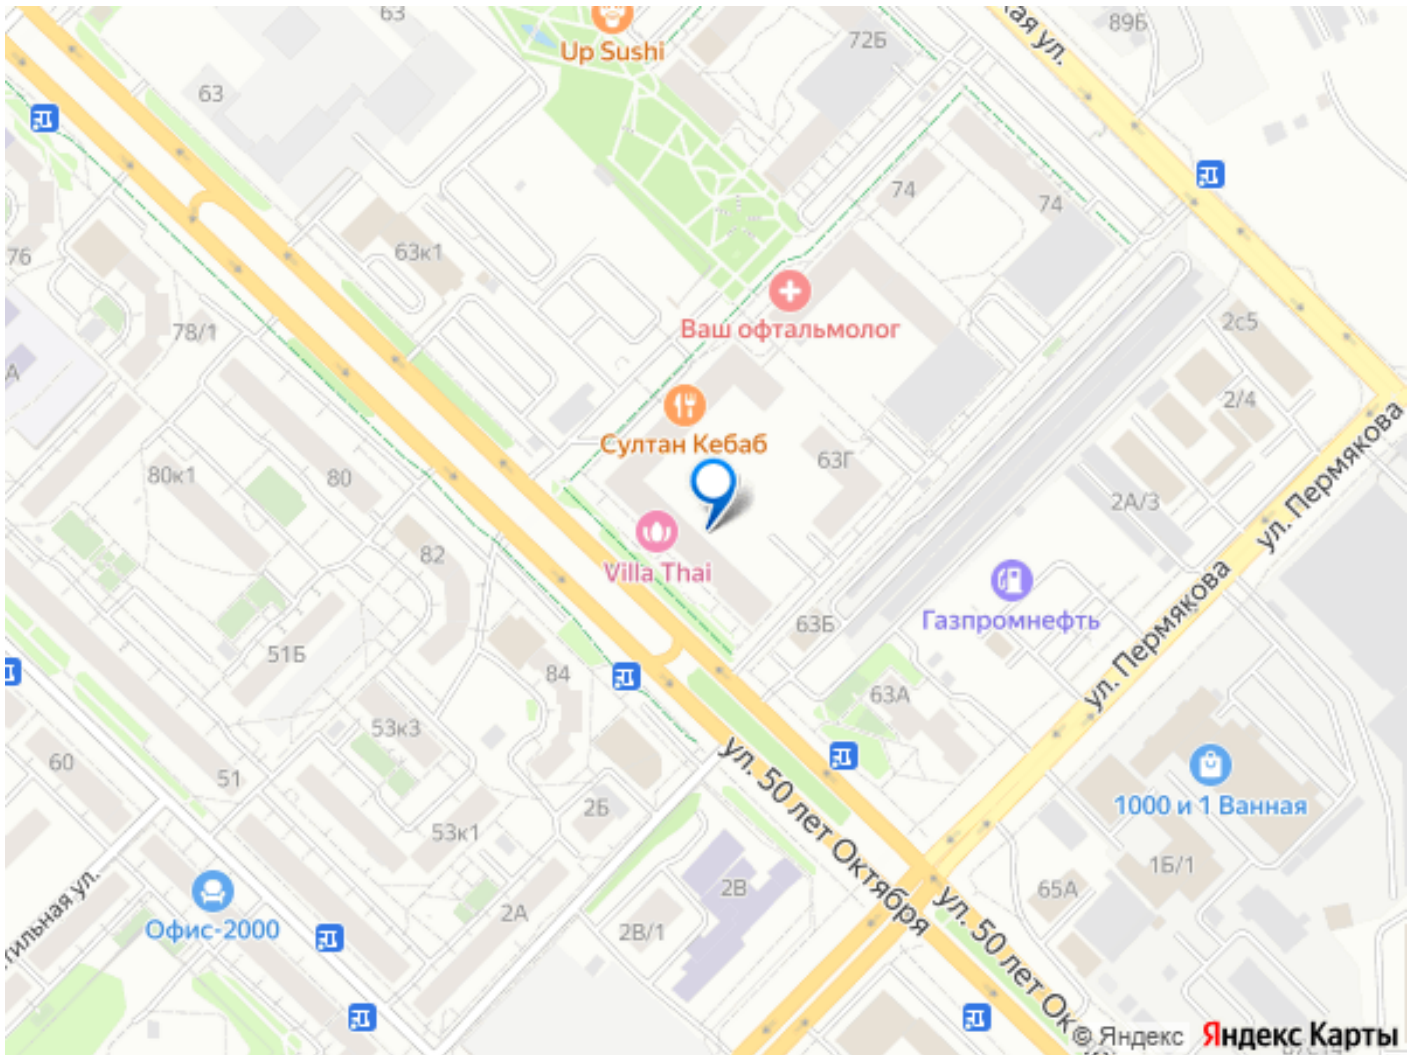 63
89Б
кая ул.
Up Sushi
72Б
63
74
74
63к1
76
2с5
78/1
Ваш офтальмолог
А
2/4
Султан Кебаб
63Г
80к1
80
2А/3
ул. Пермякова
82
Villa Thai
Газпромнефть
63Б
51Б
84
ул. Пермякова
63А
53к3
60
51
ул. 50 лет Октября
1000 и 1 Ванная
2Б
53к1
1Б/1
65А
2В
Офис-2000
2А
2В/1
тильная ул.
ул. 50 лет Ок
© Яндекс Яндекс Карты